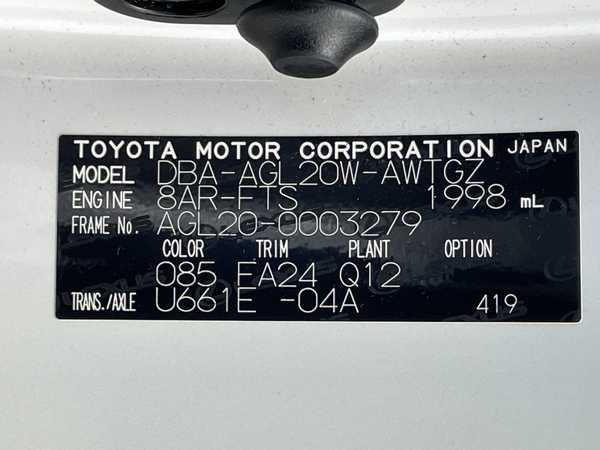 TOYOTA MOTOR CORPORATION JAPAN
MODEL DBA-AGL20W-AWTGZ
ENGINE 8AR-FTS 1998 mL
FRAME No. AGL20-0003279
COLOR TRIM PLANT OPTION
085 EA24 Q12
TRANS./AXLE U661E -04A 419